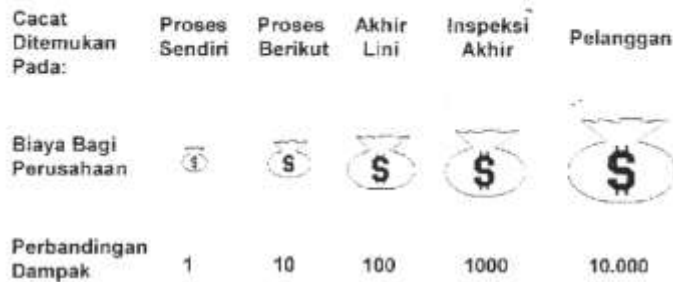 Cacat
Ditemukan
Pada:
Proses
Sendiri
Proses
Berikut
Akhir
Lini
Inspeksi
Akhir
Pelanggan
Biaya Bagi
Perusahaan
$
$
$
$
$
Perbandingan
Dampak
1
10
100
1000
10.000